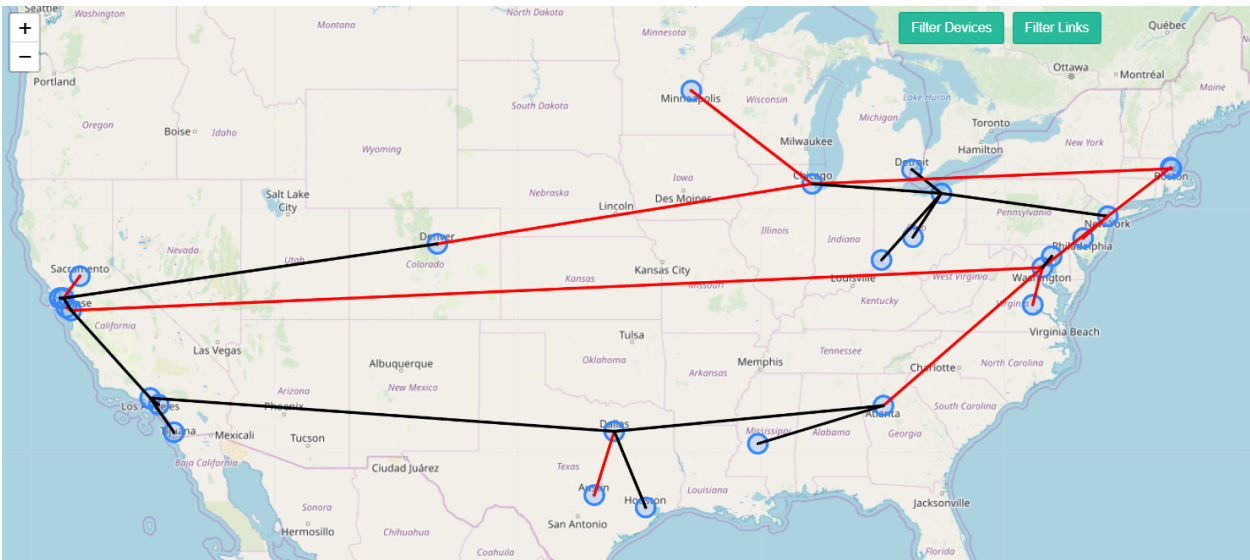 Seattle
Washington
Montana
North Dakota
Minnesota
Filter Devices
Filter Links
Québec
+
−
Portland
Ottawa
Montréal
Minneapolis
Wisconsin
Lake Huron
Maine
South Dakota
Michigan
Oregon
Boise
Idaho
Toronto
Hamilton
New York
Milwaukee
Wyoming
Detroit
Chicago
Boston
Iowa
Salt Lake
City
Nebraska
Des Moines
Lincoln
Pennsylvania
New York
Nevada
Utah
Denver
Colorado
Illinois
Indiana
Philadelphia
Sacramento
Kansas City
Kansas
Missouri
Louisville
West Virginia
Washington
California
Kentucky
Virginia
Virginia Beach
Las Vegas
Tulsa
Albuquerque
Oklahoma
Memphis
Tennessee
Charlotte
North Carolina
Arizona
New Mexico
Arkansas
Los Angeles
Phoenix
South Carolina
Atlanta
Dallas
Tijuana
Mexicali
Tucson
Mississippi
Alabama
Georgia
Baja California
Ciudad Juárez
Texas
Austin
Houston
Louisiana
Sonora
San Antonio
Jacksonville
Hermosillo
Chihuahua
Coahuila
Florida